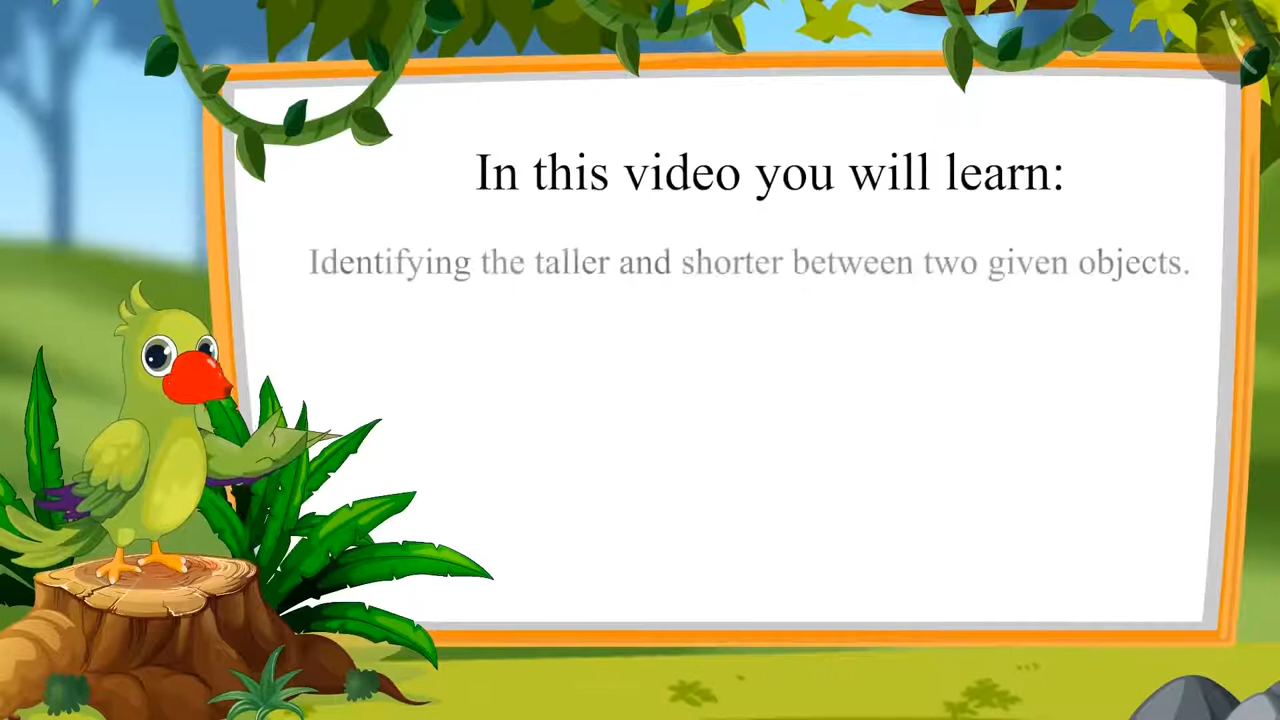 In this video you will learn:
Identifying the taller and shorter between two given objects.